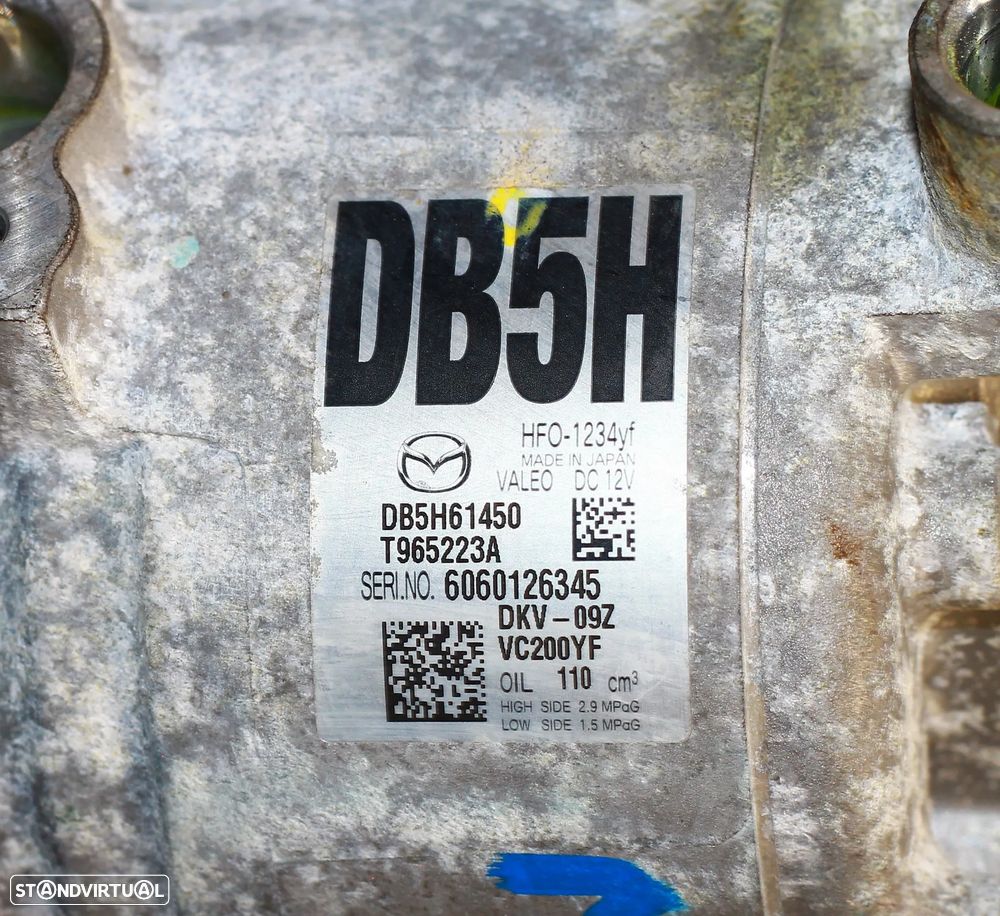 DB5H
HFO-1234yf
MADE IN JAPAN
VALEO DC 12V
DB5H61450
T965223A
SERI.NO. 6060126345
DKV-09Z
VC200YF
OIL 110 cm³
HIGH SIDE 2.9 MPaG
LOW SIDE 1.5 MPaG
STANDVIRTUAL